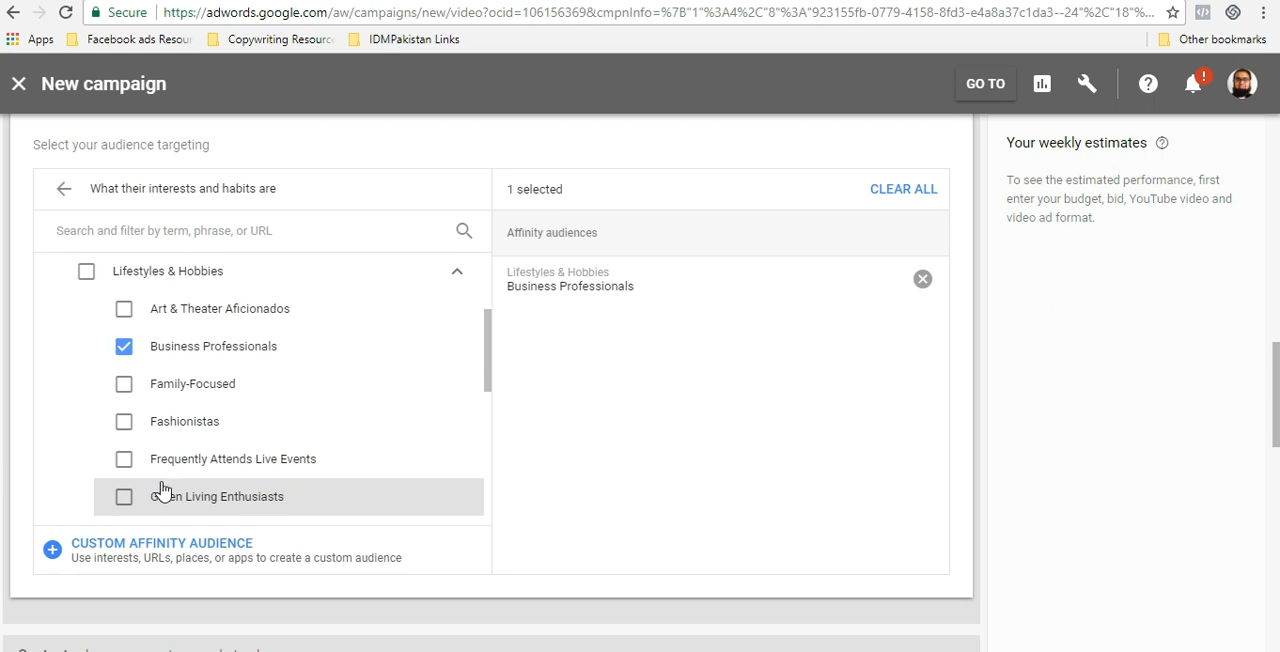 Secure https://adwords.google.com/aw/campaigns/new/video?ocid=106156369&cmpnInfo=%7B"1"%3A4%2C"8"%3A"923155fb-0779-4158-8fd3-e4a8a37c1da3--24"%2C"18"%...
Apps Facebook ads Resour Copywriting Resourc IDMPakistan Links Other bookmarks
New campaign GO TO
Select your audience targeting
Your weekly estimates
To see the estimated performance, first
enter your budget, bid, YouTube video and
video ad format.
What their interests and habits are
1 selected CLEAR ALL
Search and filter by term, phrase, or URL
Affinity audiences
Lifestyles & Hobbies
Lifestyles & Hobbies
Business Professionals
Art & Theater Aficionados
Business Professionals
Family-Focused
Fashionistas
Frequently Attends Live Events
Living Enthusiasts
CUSTOM AFFINITY AUDIENCE
Use interests, URLs, places, or apps to create a custom audience